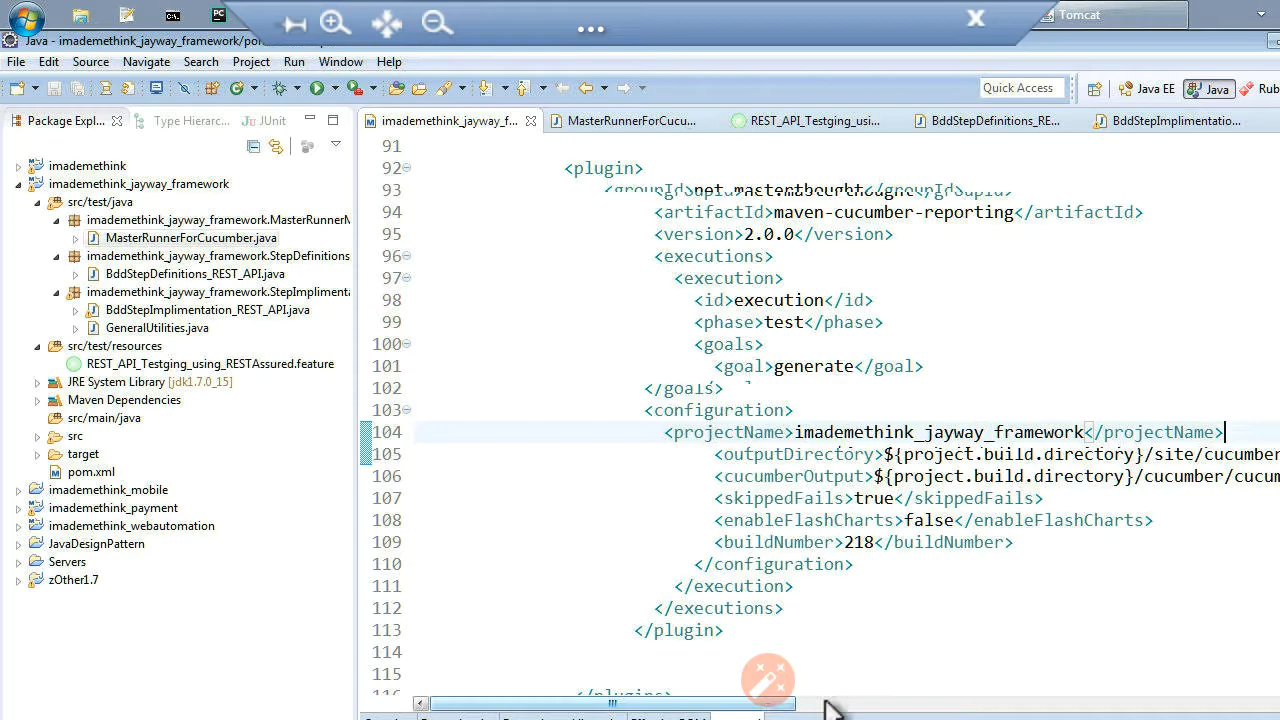 Tomcat
Java - imademethink_jayway_framework/po
File Edit Source Navigate Search Project Run Window Help
Quick Access
Java EE
Java
Rub
Package Expl...
Type Hierarc...
JUnit
imademethink_jayway_f...
MasterRunnerForCucu...
REST_API_Testging_usi...
BddStepDefinitions_RE...
BddStepImplimentatio...
imademethink
imademethink_jayway_framework
src/test/java
imademethink_jayway_framework.MasterRunnerM
MasterRunnerForCucumber.java
imademethink_jayway_framework.StepDefinitions
BddStepDefinitions_REST_API.java
imademethink_jayway_framework.StepImplimenta
BddStepImplimentation_REST_API.java
GeneralUtilities.java
src/test/resources
REST_API_Testging_using_RESTAssured.feature
JRE System Library [jdk1.7.0_15]
Maven Dependencies
src/main/java
src
target
pom.xml
imademethink_mobile
imademethink_payment
imademethink_webautomation
JavaDesignPattern
Servers
zOther1.7
91
92 <plugin>
93
94 <artifactId>maven-cucumber-reporting</artifactId>
95 <version>2.0.0</version>
96 <executions>
97 <execution>
98 <id>execution</id>
99 <phase>test</phase>
100 <goals>
101 <goal>generate</goal>
102 </goals>
103 <configuration>
104 <projectName>imademethink_jayway_framework</projectName>
105 <outputDirectory>${project.build.directory}/site/cucumber
106 <cucumberOutput>${project.build.directory}/cucumber/cucum
107 <skippedFails>true</skippedFails>
108 <enableFlashCharts>false</enableFlashCharts>
109 <buildNumber>218</buildNumber>
110 </configuration>
111 </execution>
112 </executions>
113 </plugin>
114
115
116 </plugins>